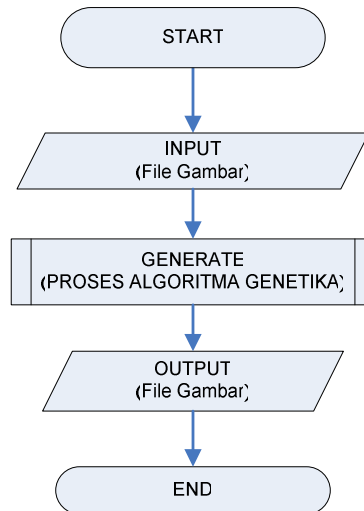 START
INPUT
(File Gambar)
GENERATE
(PROSES ALGORITMA GENETIKA)
OUTPUT
(File Gambar)
END